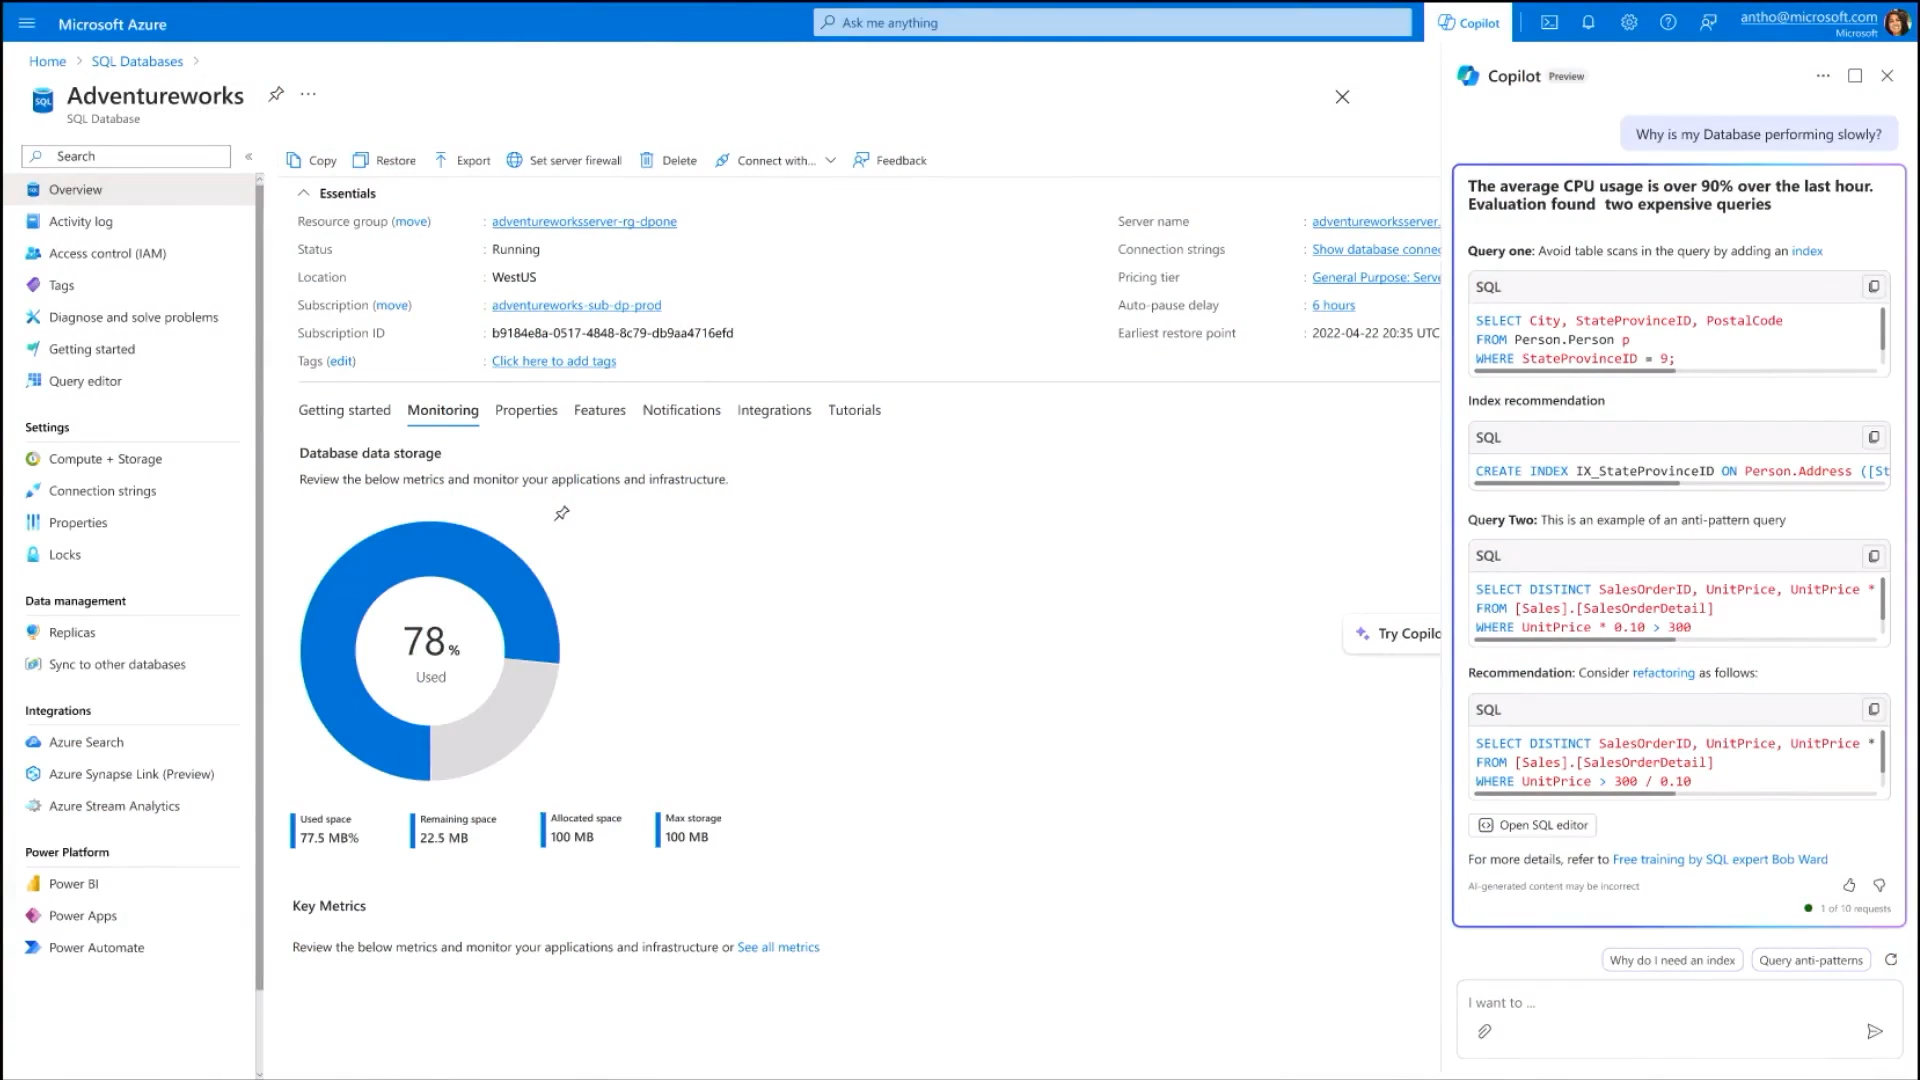 Microsoft Azure
Ask me anything
Copilot
antho@microsoft.com
Microsoft
Home > SQL Databases >
SQL
Adventureworks
SQL Database
Search
Overview
Activity log
Access control (IAM)
Tags
Diagnose and solve problems
Getting started
Query editor
Settings
Compute + Storage
Connection strings
Properties
Locks
Data management
Replicas
Sync to other databases
Integrations
Azure Search
Azure Synapse Link (Preview)
Azure Stream Analytics
Power Platform
Power BI
Power Apps
Power Automate
Copy Restore Export Set server firewall Delete Connect with... Feedback
Essentials
Resource group (move) : adventureworksserver-rg-dpone
Status : Running
Location : WestUS
Subscription (move) : adventureworks-sub-dp-prod
Subscription ID : b9184e8a-0517-4848-8c79-db9aa4716efd
Tags (edit) : Click here to add tags
Server name : adventureworksserver.
Connection strings : Show database connec
Pricing tier : General Purpose: Serve
Auto-pause delay : 6 hours
Earliest restore point : 2022-04-22 20:35 UTC
Getting started Monitoring Properties Features Notifications Integrations Tutorials
Database data storage
Review the below metrics and monitor your applications and infrastructure.
78%
Used
Used space
77.5 MB%
Remaining space
22.5 MB
Allocated space
100 MB
Max storage
100 MB
Key Metrics
Review the below metrics and monitor your applications and infrastructure or See all metrics
Try Copilo
Copilot Preview
Why is my Database performing slowly?
The average CPU usage is over 90% over the last hour.
Evaluation found two expensive queries
Query one: Avoid table scans in the query by adding an index
SQL
SELECT City, StateProvinceID, PostalCode
FROM Person.Person p
WHERE StateProvinceID = 9;
Index recommendation
SQL
CREATE INDEX IX_StateProvinceID ON Person.Address ([St
Query Two: This is an example of an anti-pattern query
SQL
SELECT DISTINCT SalesOrderID, UnitPrice, UnitPrice *
FROM [Sales].[SalesOrderDetail]
WHERE UnitPrice * 0.10 > 300
Recommendation: Consider refactoring as follows:
SQL
SELECT DISTINCT SalesOrderID, UnitPrice, UnitPrice *
FROM [Sales].[SalesOrderDetail]
WHERE UnitPrice > 300 / 0.10
Open SQL editor
For more details, refer to Free training by SQL expert Bob Ward
AI-generated content may be incorrect
1 of 10 requests
Why do I need an index
Query anti-patterns
I want to ...